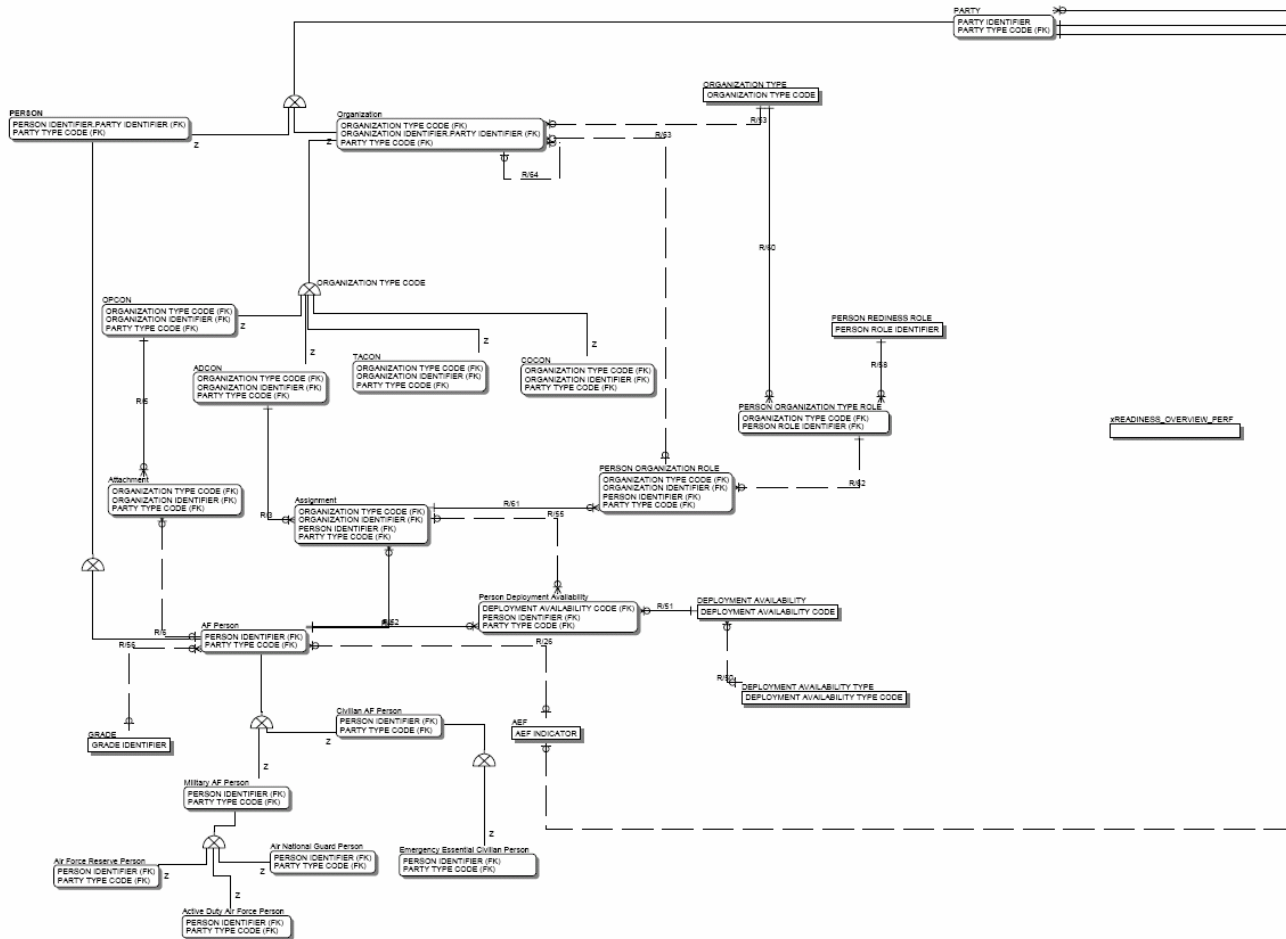 PARTY
PARTY IDENTIFIER
PARTY TYPE CODE (FK)
ORGANIZATION TYPE
ORGANIZATION TYPE CODE
PERSON
PERSON IDENTIFIER.PARTY IDENTIFIER (FK)
PARTY TYPE CODE (FK)
Z
Organization
ORGANIZATION TYPE CODE (FK)
ORGANIZATION IDENTIFIER.PARTY IDENTIFIER (FK)
PARTY TYPE CODE (FK)
Z
R/53
R/63
R/64
R/60
ORGANIZATION TYPE CODE
OPCON
ORGANIZATION TYPE CODE (FK)
ORGANIZATION IDENTIFIER (FK)
PARTY TYPE CODE (FK)
Z
Z
Z
Z
ADCON
ORGANIZATION TYPE CODE (FK)
ORGANIZATION IDENTIFIER (FK)
PARTY TYPE CODE (FK)
TACON
ORGANIZATION TYPE CODE (FK)
ORGANIZATION IDENTIFIER (FK)
PARTY TYPE CODE (FK)
COCON
ORGANIZATION TYPE CODE (FK)
ORGANIZATION IDENTIFIER (FK)
PARTY TYPE CODE (FK)
PERSON REDINESS ROLE
PERSON ROLE IDENTIFIER
R/58
PERSON ORGANIZATION TYPE ROLE
ORGANIZATION TYPE CODE (FK)
PERSON ROLE IDENTIFIER (FK)
xREADINESS_OVERVIEW_PERF
R/62
Attachment
ORGANIZATION TYPE CODE (FK)
ORGANIZATION IDENTIFIER (FK)
PARTY TYPE CODE (FK)
Assignment
ORGANIZATION TYPE CODE (FK)
ORGANIZATION IDENTIFIER (FK)
PERSON IDENTIFIER (FK)
PARTY TYPE CODE (FK)
R/61
R/55
PERSON ORGANIZATION ROLE
ORGANIZATION TYPE CODE (FK)
ORGANIZATION IDENTIFIER (FK)
PERSON IDENTIFIER (FK)
PARTY TYPE CODE (FK)
Person Deployment Availability
DEPLOYMENT AVAILABILITY CODE (FK)
PERSON IDENTIFIER (FK)
PARTY TYPE CODE (FK)
R/51
DEPLOYMENT AVAILABILITY
DEPLOYMENT AVAILABILITY CODE
AF Person
PERSON IDENTIFIER (FK)
PARTY TYPE CODE (FK)
R/26
DEPLOYMENT AVAILABILITY TYPE
DEPLOYMENT AVAILABILITY TYPE CODE
GRADE
GRADE IDENTIFIER
Civilian AF Person
PERSON IDENTIFIER (FK)
PARTY TYPE CODE (FK)
Z
AEF
AEF INDICATOR
Z
Military AF Person
PERSON IDENTIFIER (FK)
PARTY TYPE CODE (FK)
Air Force Reserve Person
PERSON IDENTIFIER (FK)
PARTY TYPE CODE (FK)
Z
Air National Guard Person
PERSON IDENTIFIER (FK)
PARTY TYPE CODE (FK)
Z
Emergency Essential Civilian Person
PERSON IDENTIFIER (FK)
PARTY TYPE CODE (FK)
Z
Z
Active Duty Air Force Person
PERSON IDENTIFIER (FK)
PARTY TYPE CODE (FK)